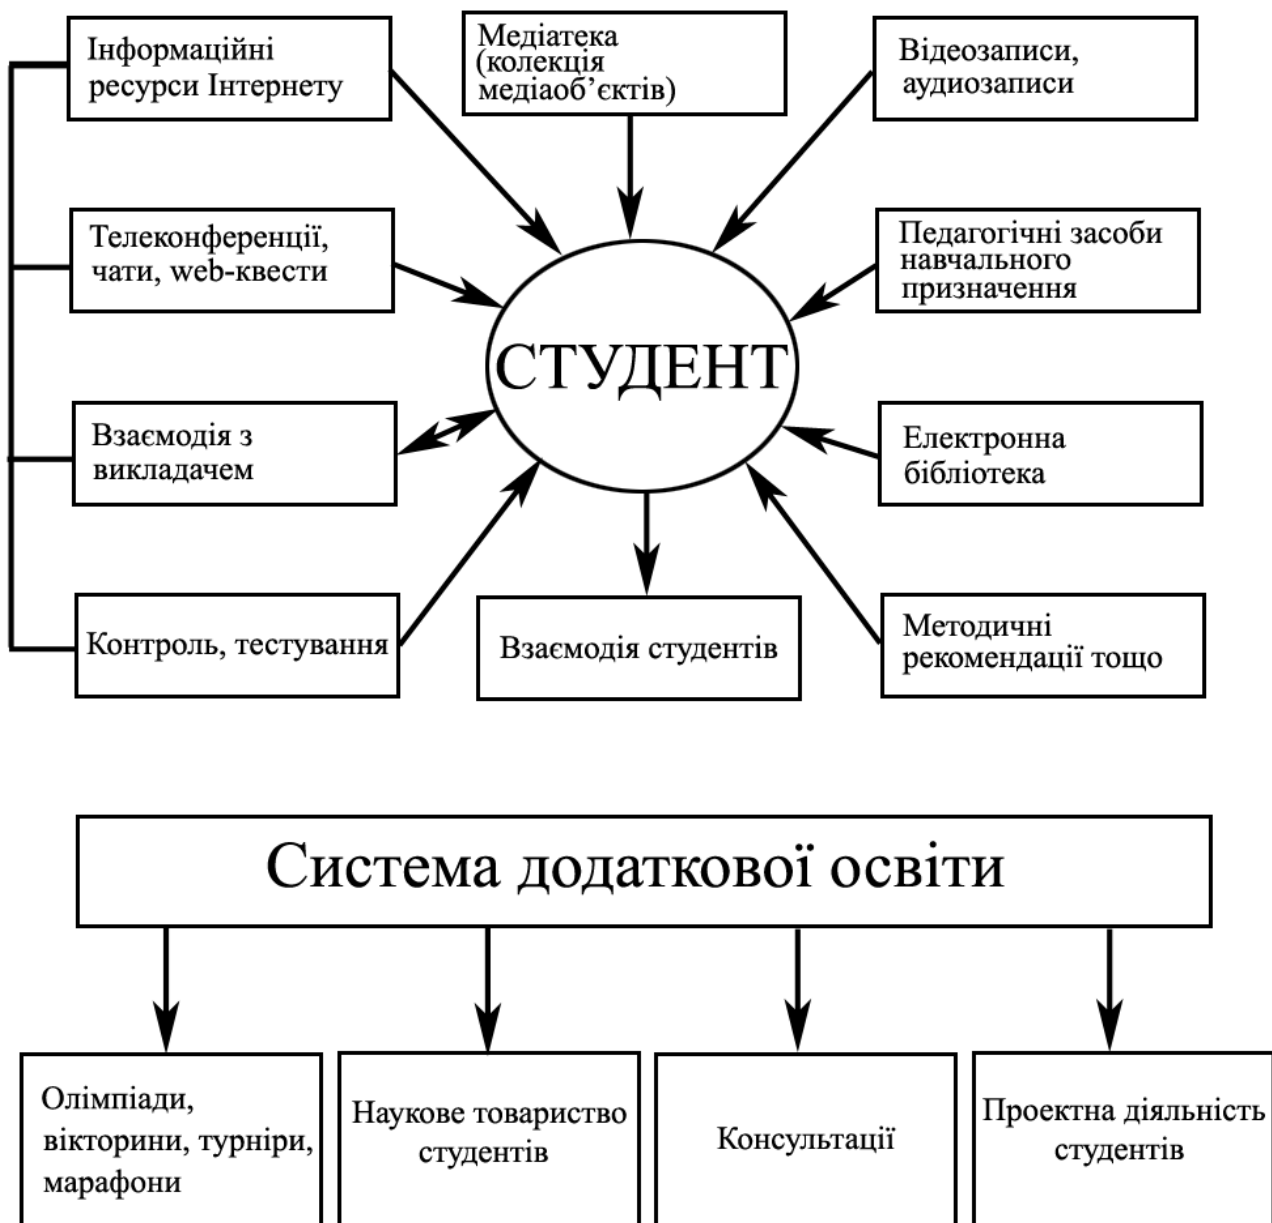 Інформаційні
ресурси Інтернету
Медіатека
(колекція
медіаоб’єктів)
Відеозаписи,
аудиозаписи
Телеконференції,
чати, web-квести
Педагогічні засоби
навчального
призначення
СТУДЕНТ
Взаємодія з
викладачем
Електронна
бібліотека
Контроль, тестування
Взаємодія студентів
Методичні
рекомендації тощо
Система додаткової освіти
Олімпіади,
вікторини, турніри,
марафони
Наукове товариство
студентів
Консультації
Проектна діяльність
студентів